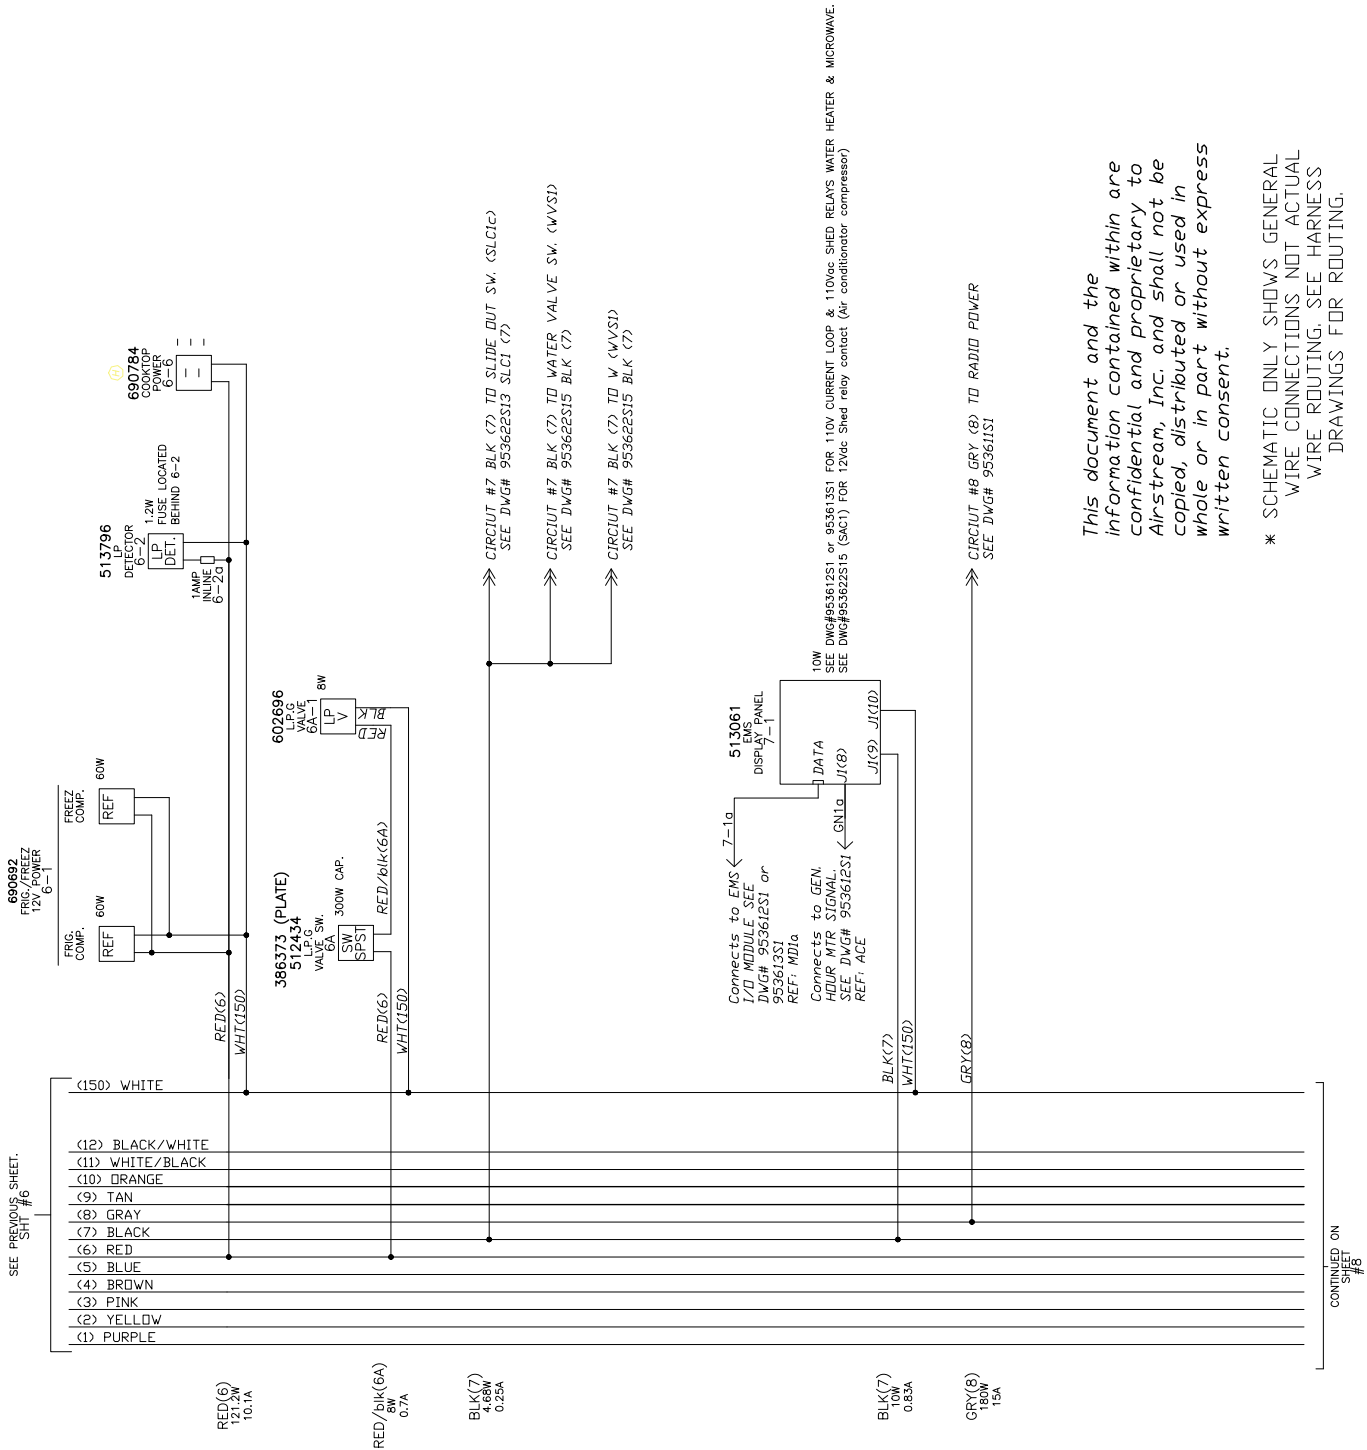 SEE PREVIOUS SHEET.
SHT #6
(150) WHITE
(12) BLACK/WHITE
(11) WHITE/BLACK
(10) ORANGE
(9) TAN
(8) GRAY
(7) BLACK
(6) RED
(5) BLUE
(4) BROWN
(3) PINK
(2) YELLOW
(1) PURPLE
RED(6)
121.2W
10.1A
RED/blk(6A)
8W
0.7A
BLK(7)
4.68W
0.25A
BLK(7)
10W
0.83A
GRY(8)
180W
15A
CONTINUED ON
SHEET
#8
690692
FRIG./FREEZ
12V POWER
6-1
FRIG.
COMP.
REF
60W
FREEZ
COMP.
REF
60W
RED(6)
WHT(150)
513796
LP
DETECTOR
6-2
LP
DET.
1.2W
FUSE LOCATED
BEHIND 6-2
1AMP
INLINE
6-2a
H
690784
COOKTOP
POWER
6-6
386373 (PLATE)
512434
L.P.G
VALVE SW.
6A
SW
SPST
300W CAP.
RED(6)
WHT(150)
RED/blk(6A)
602696
L.P.G
VALVE
6A-1
LP
V
8W
RED
BLK
CIRCIUT #7 BLK (7) TO SLIDE OUT SW. (SLC1c)
SEE DWG# 953622S13 SLC1 (7)
CIRCIUT #7 BLK (7) TO WATER VALVE SW. (WVS1)
SEE DWG# 953622S15 BLK (7)
CIRCIUT #7 BLK (7) TO W (WVS1)
SEE DWG# 953622S15 BLK (7)
513061
EMS
DISPLAY PANEL
7-1
10W
SEE DWG#953612S1 or 953613S1 FOR 110V CURRENT LOOP & 110Vac SHED RELAYS WATER HEATER & MICROWAVE.
SEE DWG#953622S15 (SAC1) FOR 12Vdc Shed relay contact (Air conditionator compressor)
DATA
J1(8)
J1(9)
J1(10)
7-1a
GN1a
Connects to EMS
I/O MODULE SEE
DWG# 953612S1 or
953613S1
REF: MD1a
Connects to GEN.
HOUR MTR SIGNAL.
SEE DWG# 953612S1
REF: ACE
BLK(7)
WHT(150)
GRY(8)
CIRCIUT #8 GRY (8) TO RADIO POWER
SEE DWG# 953611S1
This document and the
information contained within are
confidential and proprietary to
Airstream, Inc. and shall not be
copied, distributed or used in
whole or in part without express
written consent.
* SCHEMATIC ONLY SHOWS GENERAL
WIRE CONNECTIONS NOT ACTUAL
WIRE ROUTING. SEE HARNESS
DRAWINGS FOR ROUTING.